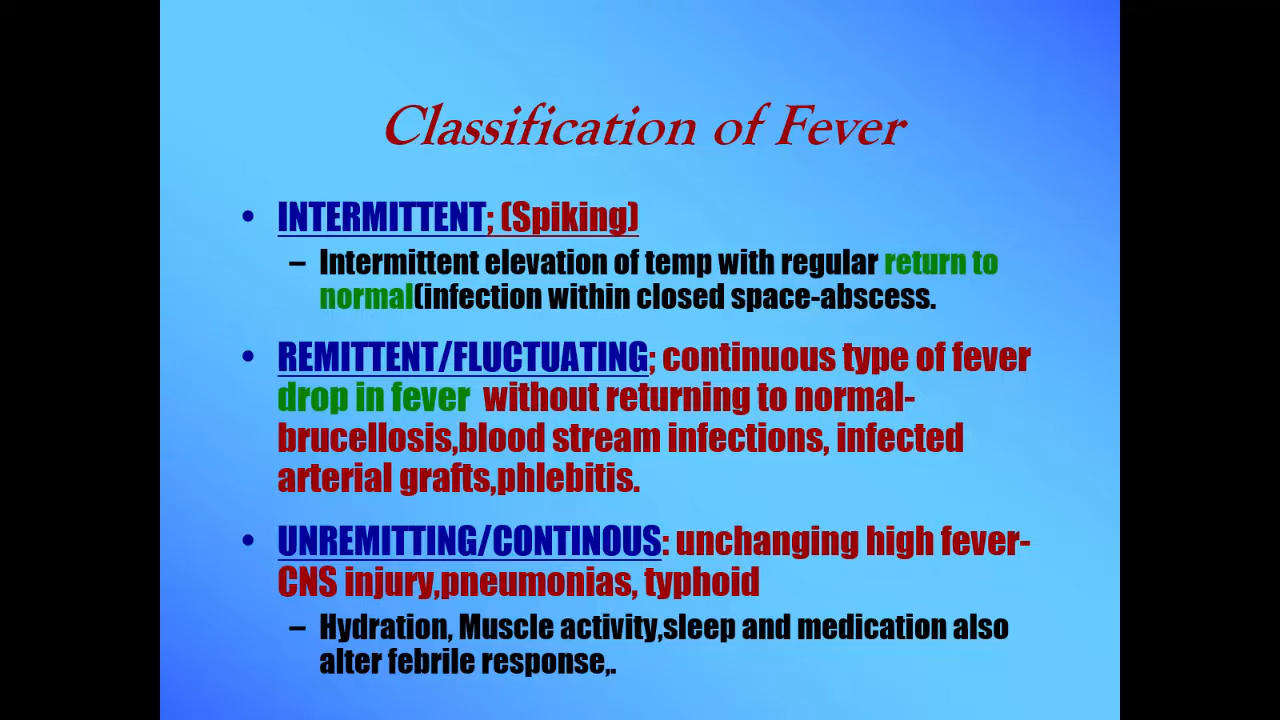 Classification of Fever
• INTERMITTENT; (Spiking)
– Intermittent elevation of temp with regular return to
normal(infection within closed space-abscess.
• REMITTENT/FLUCTUATING; continuous type of fever
drop in fever without returning to normal-
brucellosis,blood stream infections, infected
arterial grafts,phlebitis.
• UNREMITTING/CONTINOUS: unchanging high fever-
CNS injury,pneumonias, typhoid
– Hydration, Muscle activity,sleep and medication also
alter febrile response,.